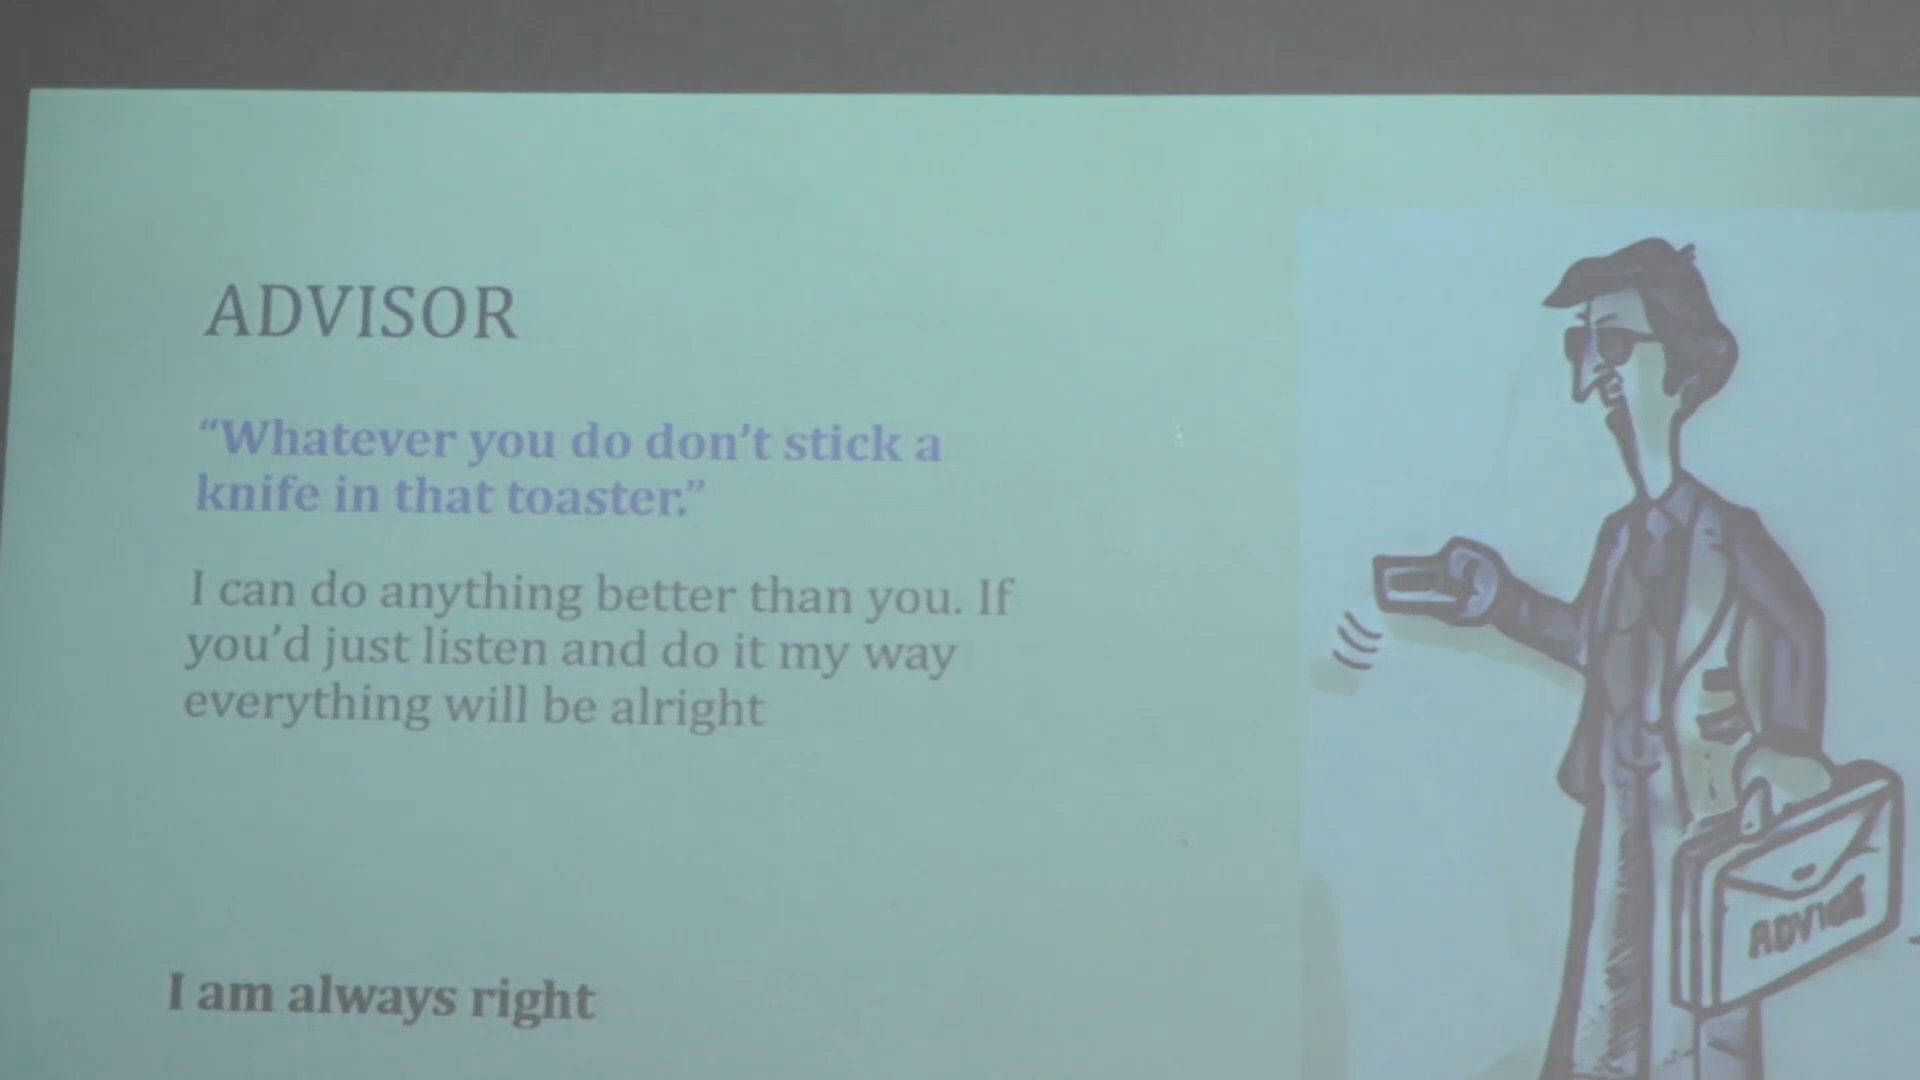 ADVISOR
“Whatever you do don’t stick a
knife in that toaster.”
I can do anything better than you. If
you’d just listen and do it my way
everything will be alright
I am always right
ADVICE